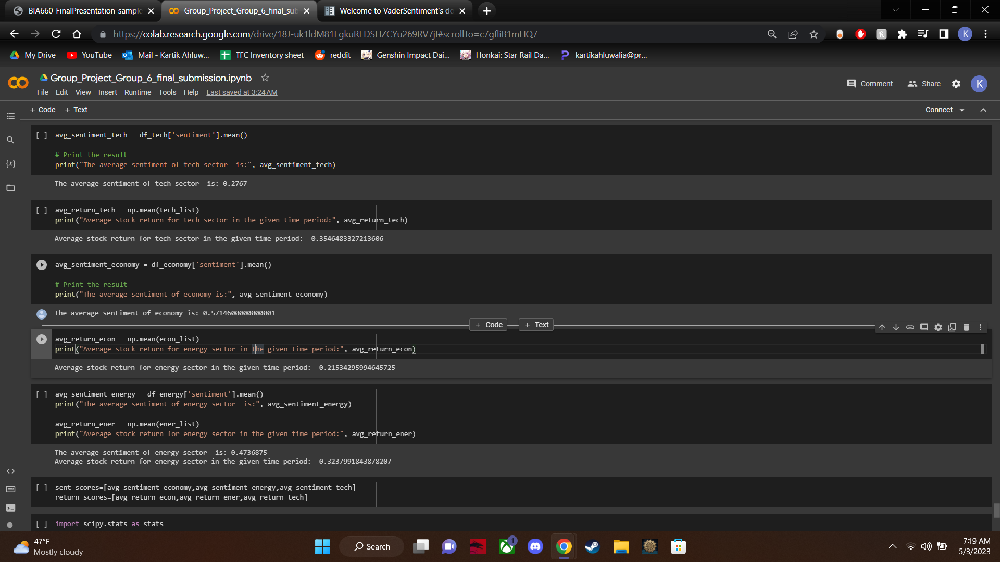 BIA660-FinalPresentation-sample
Group_Project_Group_6_final_sub
Welcome to VaderSentiment's do
https://colab.research.google.com/drive/18J-uk1ldM81FgkuREDSHZCYu269RV7jI#scrollTo=c7gfliB1mHQ7
K
My Drive
YouTube
Mail - Kartik Ahluw...
TFC Inventory sheet
reddit
Genshin Impact Dai...
Honkai: Star Rail Da...
kartikahluwalia@pr...
Group_Project_Group_6_final_submission.ipynb
Comment
Share
K
File Edit View Insert Runtime Tools Help Last saved at 3:24 AM
+ Code + Text
Connect
{x}
[ ] avg_sentiment_tech = df_tech['sentiment'].mean()
# Print the result
print("The average sentiment of tech sector  is:", avg_sentiment_tech)
The average sentiment of tech sector  is: 0.2767
[ ] avg_return_tech = np.mean(tech_list)
print("Average stock return for tech sector in the given time period:", avg_return_tech)
Average stock return for tech sector in the given time period: -0.3546483327213606
avg_sentiment_economy = df_economy['sentiment'].mean()
# Print the result
print("The average sentiment of economy is:", avg_sentiment_economy)
The average sentiment of economy is: 0.5714600000000001
+ Code + Text
avg_return_econ = np.mean(econ_list)
print("Average stock return for energy sector in the given time period:", avg_return_econ)
Average stock return for energy sector in the given time period: -0.21534295994645725
[ ] avg_sentiment_energy = df_energy['sentiment'].mean()
print("The average sentiment of energy sector  is:", avg_sentiment_energy)
avg_return_ener = np.mean(ener_list)
print("Average stock return for energy sector in the given time period:", avg_return_ener)
The average sentiment of energy sector  is: 0.4736875
Average stock return for energy sector in the given time period: -0.3237991843878207
[ ] sent_scores=[avg_sentiment_economy,avg_sentiment_energy,avg_sentiment_tech]
return_scores=[avg_return_econ,avg_return_ener,avg_return_tech]
[ ] import scipy.stats as stats
47°F
Mostly cloudy
Search
1
7:19 AM
5/3/2023